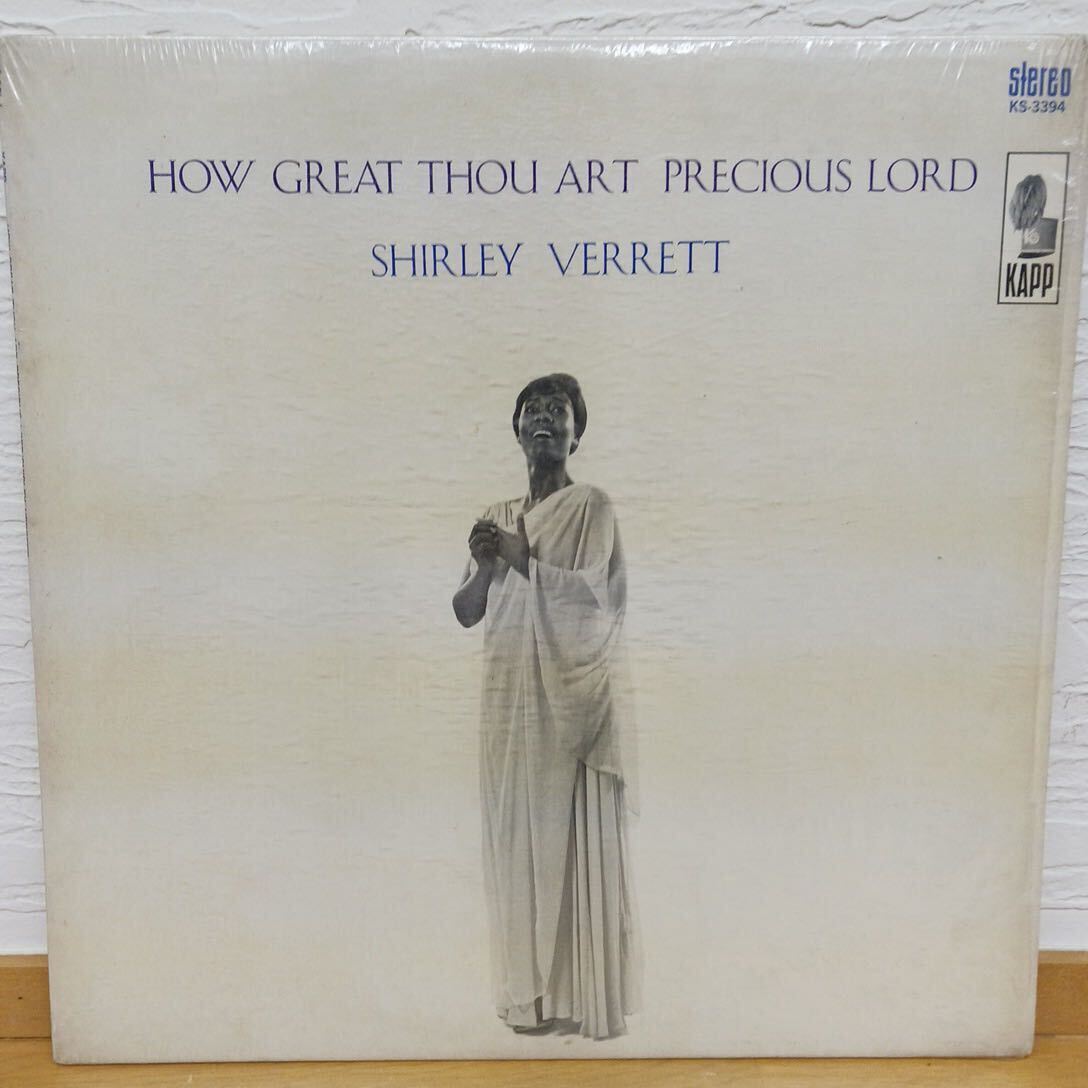 stereo
KS-3394
HOW GREAT THOU ART PRECIOUS LORD
SHIRLEY VERRETT
KAPP